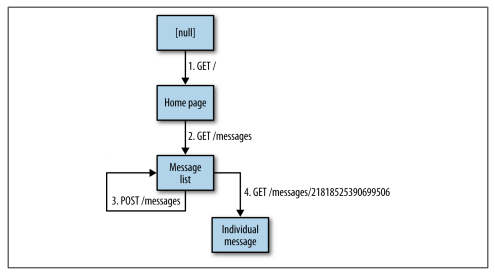 [null]
1. GET /
Home page
2. GET /messages
Message
list
3. POST /messages
4. GET /messages/21818525390699506
Individual
message